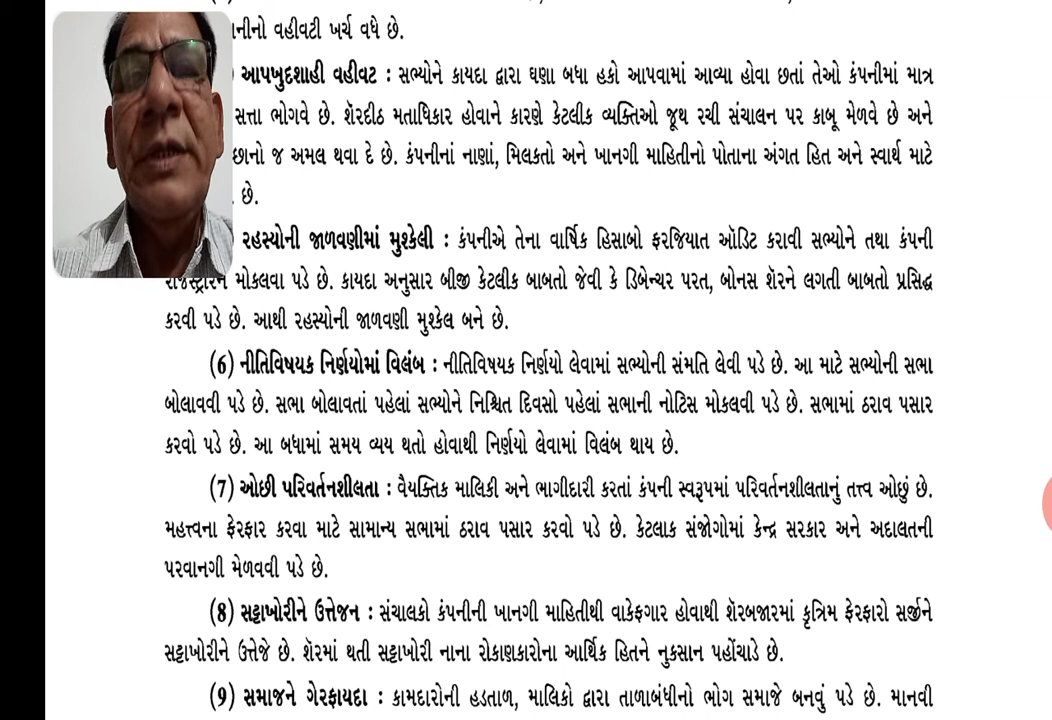 નીનો વહીવટી ખર્ચ વધે છે.
આપખુદશાહી વહીવટ : સભ્યોને કાયદા દ્વારા ઘણા બધા હકો આપવામાં આવ્યા હોવા છતાં તેઓ કંપનીમાં માત્ર
સત્તા ભોગવે છે. શૅરદીઠ મતાધિકાર હોવાને કારણે કેટલીક વ્યક્તિઓ જૂથ રચી સંચાલન પર કાબૂ મેળવે છે અને
છાનો જ અમલ થવા દે છે. કંપનીનાં નાણાં, મિલકતો અને ખાનગી માહિતીનો પોતાના અંગત હિત અને સ્વાર્થ માટે
છે.
રહસ્યોની જાળવણીમાં મુશ્કેલી : કંપનીએ તેના વાર્ષિક હિસાબો ફરજિયાત ઑડિટ કરાવી સભ્યોને તથા કંપની
રજિસ્ટ્રારને મોકલવા પડે છે. કાયદા અનુસાર બીજી કેટલીક બાબતો જેવી કે ડિબેન્ચર પરત, બોનસ શૅરને લગતી બાબતો પ્રસિદ્ધ
કરવી પડે છે. આથી રહસ્યોની જાળવણી મુશ્કેલ બને છે.
(6) નીતિવિષયક નિર્ણયોમાં વિલંબ : નીતિવિષયક નિર્ણયો લેવામાં સભ્યોની સંમતિ લેવી પડે છે. આ માટે સભ્યોની સભા
બોલાવવી પડે છે. સભા બોલાવતાં પહેલાં સભ્યોને નિશ્ચિત દિવસો પહેલાં સભાની નોટિસ મોકલવી પડે છે. સભામાં ઠરાવ પસાર
કરવો પડે છે. આ બધામાં સમય વ્યય થતો હોવાથી નિર્ણયો લેવામાં વિલંબ થાય છે.
(7) ઓછી પરિવર્તનશીલતા : વૈયક્તિક માલિકી અને ભાગીદારી કરતાં કંપની સ્વરૂપમાં પરિવર્તનશીલતાનું તત્ત્વ ઓછું છે.
મહત્ત્વના ફેરફાર કરવા માટે સામાન્ય સભામાં ઠરાવ પસાર કરવો પડે છે. કેટલાક સંજોગોમાં કેન્દ્ર સરકાર અને અદાલતની
પરવાનગી મેળવવી પડે છે.
(8) સટ્ટાખોરીને ઉત્તેજન : સંચાલકો કંપનીની ખાનગી માહિતીથી વાકેફગાર હોવાથી શૅરબજારમાં કૃત્રિમ ફેરફારો સર્જીને
સટ્ટાખોરીને ઉત્તેજે છે. શૅરમાં થતી સટ્ટાખોરી નાના રોકાણકારોના આર્થિક હિતને નુકસાન પહોંચાડે છે.
(9) સમાજને ગેરફાયદા : કામદારોની હડતાળ, માલિકો દ્વારા તાળાબંધીનો ભોગ સમાજે બનવું પડે છે. માનવી